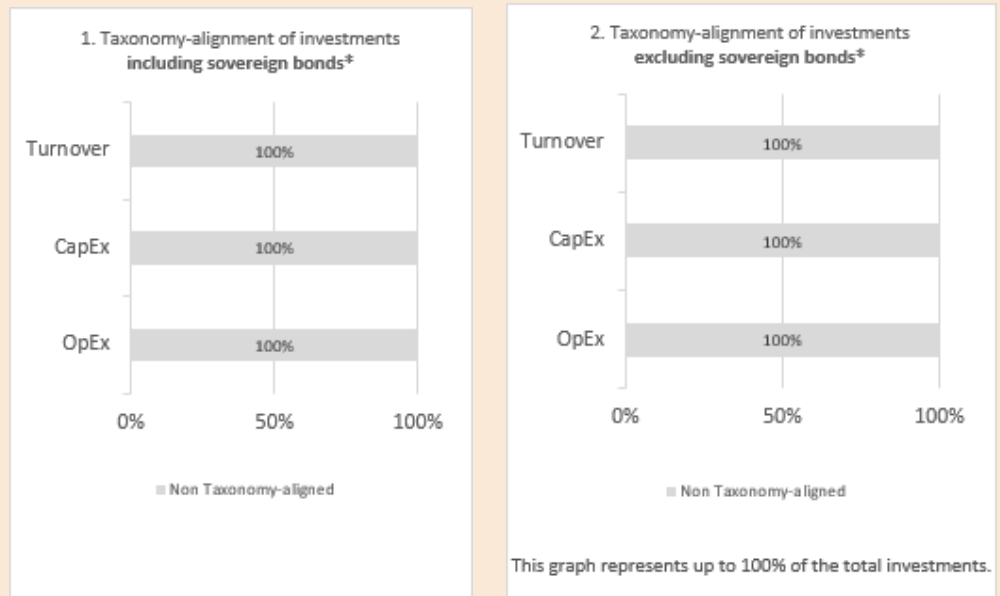 1. Taxonomy-alignment of investments
including sovereign bonds*
Turnover
100%
CapEx
100%
OpEx
100%
0% 50% 100%
Non Taxonomy-aligned
2. Taxonomy-alignment of investments
excluding sovereign bonds*
Turnover
100%
CapEx
100%
OpEx
100%
0% 50% 100%
Non Taxonomy-aligned
This graph represents up to 100% of the total investments.